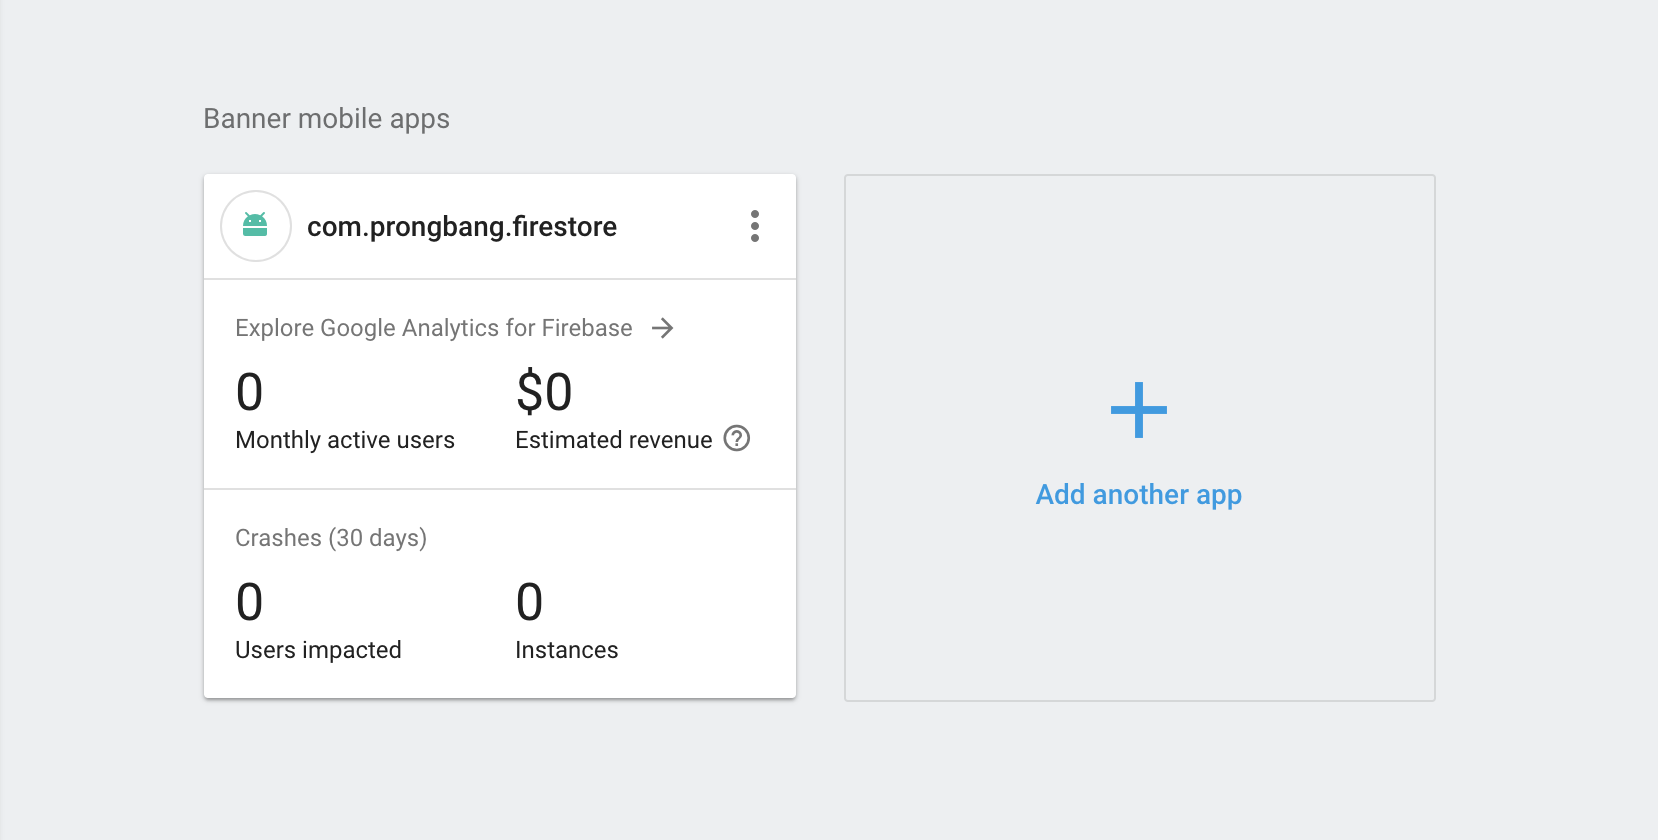 Banner mobile apps
com.prongbang.firestore
Explore Google Analytics for Firebase
0
$0
Monthly active users
Estimated revenue
Crashes (30 days)
0
0
Users impacted
Instances
Add another app